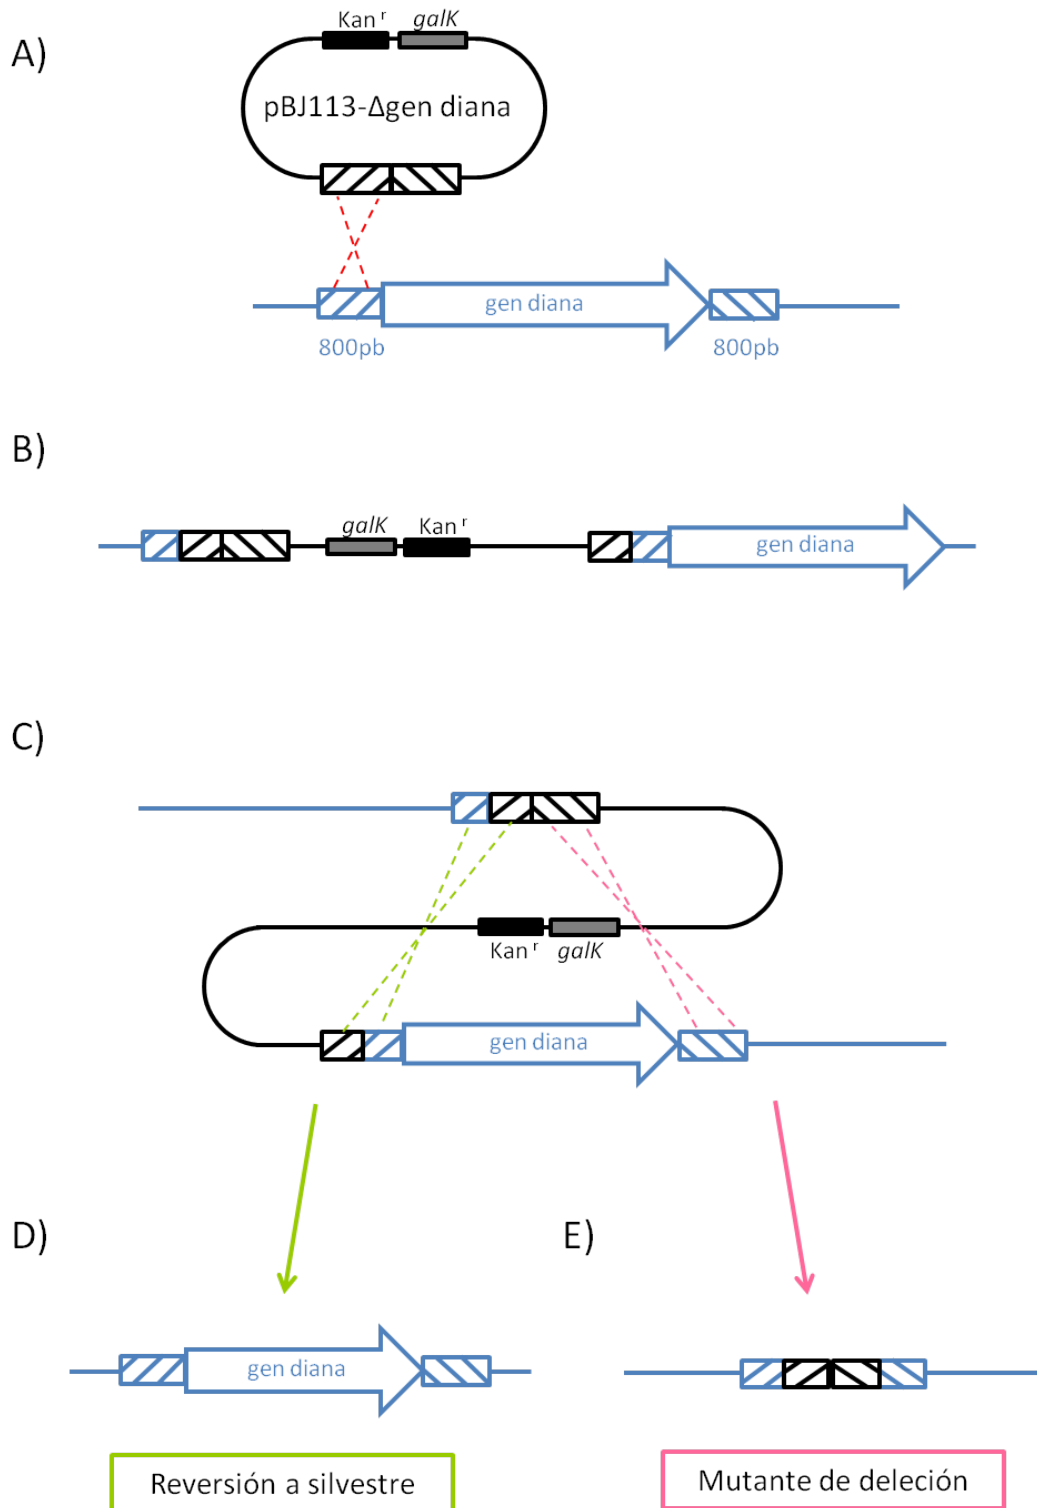 A)
Kan r galK
pBJ113-Δgen diana
gen diana
800pb 800pb
B)
galK Kan r
gen diana
C)
Kan r galK
gen diana
D) E)
gen diana
Reversión a silvestre Mutante de deleción